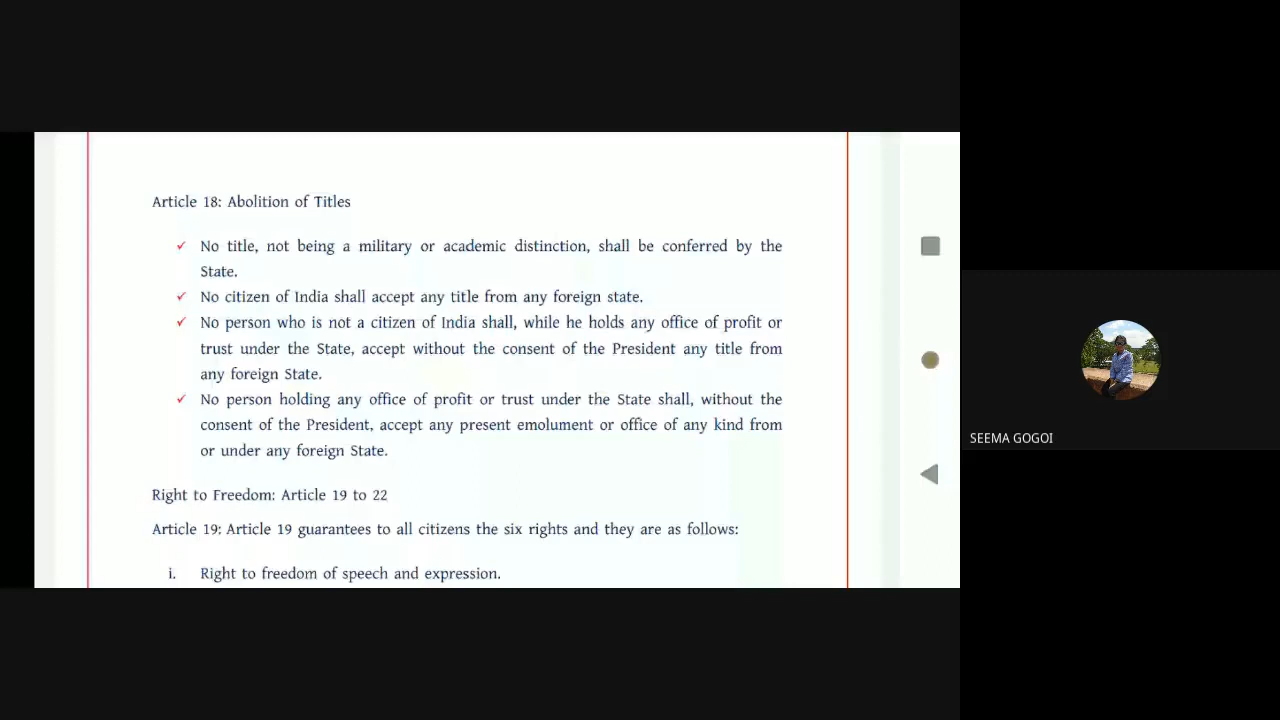 Article 18: Abolition of Titles
✓ No title, not being a military or academic distinction, shall be conferred by the
State.
✓ No citizen of India shall accept any title from any foreign state.
✓ No person who is not a citizen of India shall, while he holds any office of profit or
trust under the State, accept without the consent of the President any title from
any foreign State.
✓ No person holding any office of profit or trust under the State shall, without the
consent of the President, accept any present emolument or office of any kind from
or under any foreign State.
Right to Freedom: Article 19 to 22
Article 19: Article 19 guarantees to all citizens the six rights and they are as follows:
i. Right to freedom of speech and expression.
SEEMA GOGOI